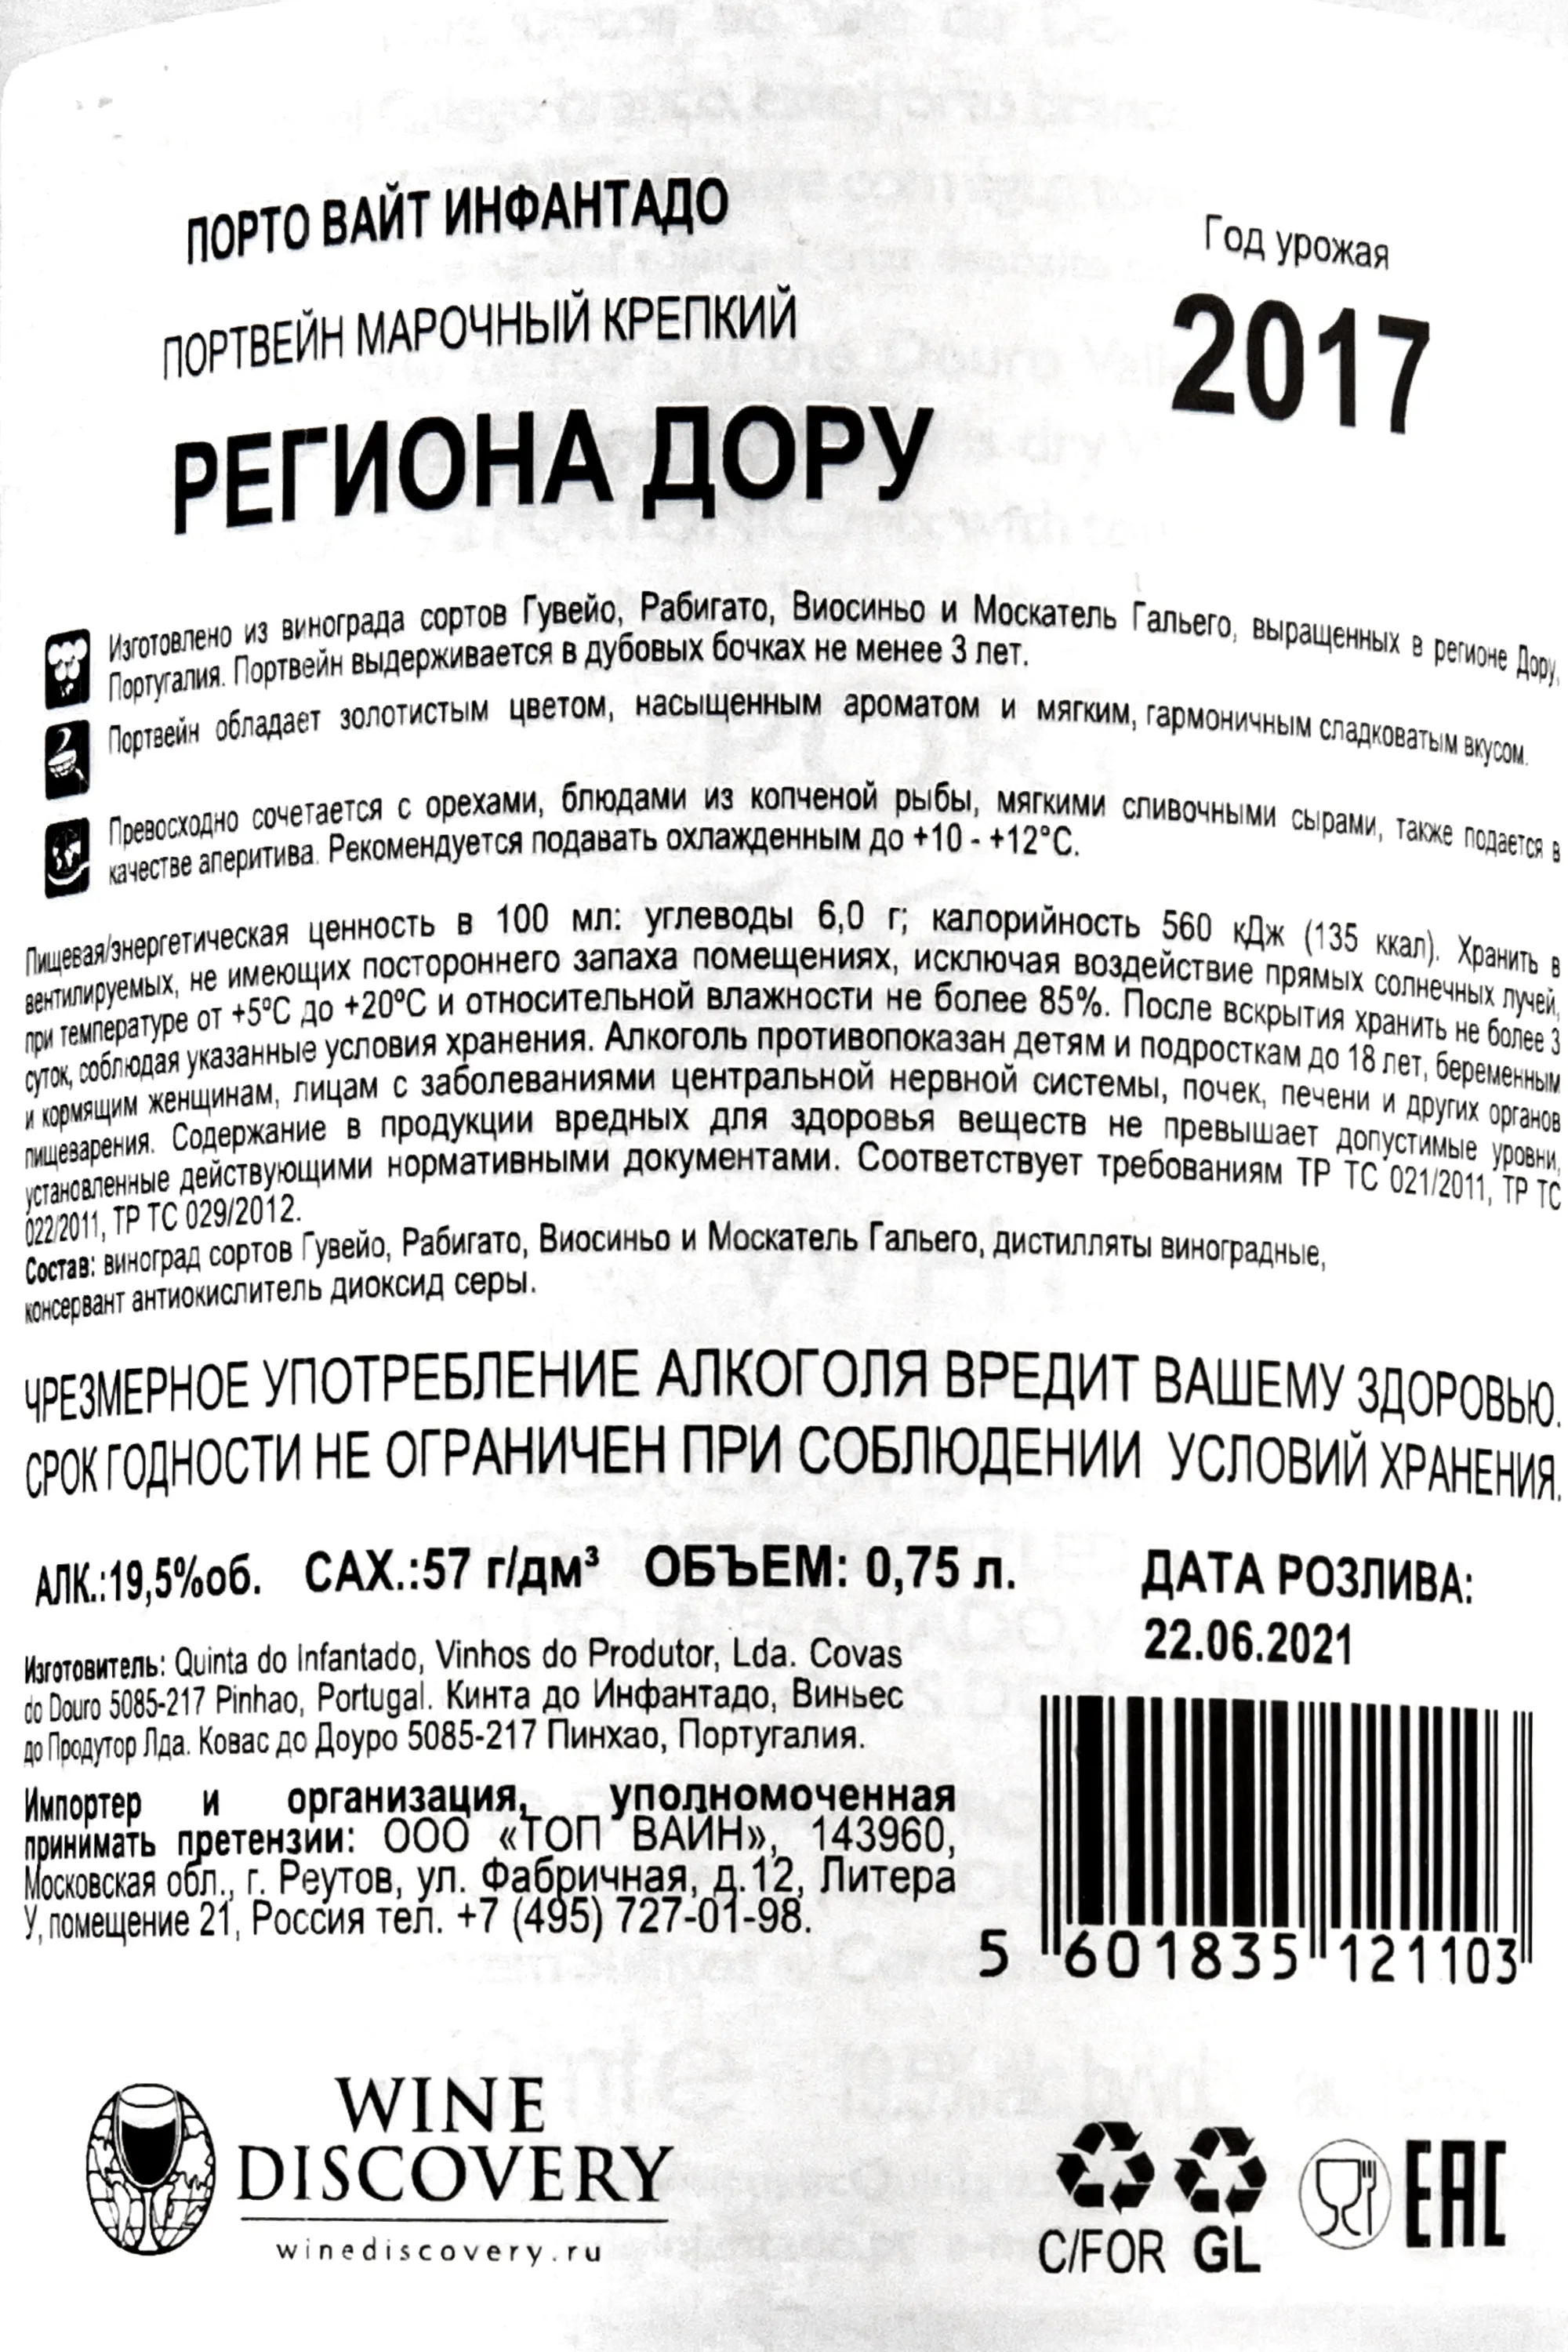 ПОРТО ВАЙТ ИНФАНТАДО
ПОРТВЕЙН МАРОЧНЫЙ КРЕПКИЙ
РЕГИОНА ДОРУ
Год урожая
2017
Изготовлено из винограда сортов Гувейо, Рабигато, Виосиньо и Москатель Гальего, выращенных в регионе Дору,
Португалия. Портвейн выдерживается в дубовых бочках не менее 3 лет.
Портвейн обладает золотистым цветом, насыщенным ароматом и мягким, гармоничным сладковатым вкусом.
Превосходно сочетается с орехами, блюдами из копченой рыбы, мягкими сливочными сырами, также подается в
качестве аперитива. Рекомендуется подавать охлажденным до +10 - +12°С.
Пищевая/энергетическая ценность в 100 мл: углеводы 6,0 г; калорийность 560 кДж (135 ккал). Хранить в
вентилируемых, не имеющих постороннего запаха помещениях, исключая воздействие прямых солнечных лучей,
при температуре от +5ºС до +20ºС и относительной влажности не более 85%. После вскрытия хранить не более 3
суток, соблюдая указанные условия хранения. Алкоголь противопоказан детям и подросткам до 18 лет, беременным
и кормящим женщинам, лицам с заболеваниями центральной нервной системы, почек, печени и других органов
пищеварения. Содержание в продукции вредных для здоровья веществ не превышает допустимые уровни,
установленные действующими нормативными документами. Соответствует требованиям ТР ТС 021/2011, ТР ТС
022/2011, ТР ТС 029/2012.
Состав: виноград сортов Гувейо, Рабигато, Виосиньо и Москатель Гальего, дистилляты виноградные,
консервант антиокислитель диоксид серы.
ЧРЕЗМЕРНОЕ УПОТРЕБЛЕНИЕ АЛКОГОЛЯ ВРЕДИТ ВАШЕМУ ЗДОРОВЬЮ.
СРОК ГОДНОСТИ НЕ ОГРАНИЧЕН ПРИ СОБЛЮДЕНИИ УСЛОВИЙ ХРАНЕНИЯ.
АЛК.:19,5%об. САХ.:57 г/дм³ ОБЪЕМ: 0,75 л.
ДАТА РОЗЛИВА:
22.06.2021
Изготовитель: Quinta do Infantado, Vinhos do Produtor, Lda. Covas
do Douro 5085-217 Pinhao, Portugal. Кинта до Инфантадо, Виньес
до Продутор Лда. Ковас до Доуро 5085-217 Пинхао, Португалия.
Импортер и организация, уполномоченная
принимать претензии: ООО «ТОП ВАЙН», 143960,
Московская обл., г. Реутов, ул. Фабричная, д.12, Литера
У, помещение 21, Россия тел. +7 (495) 727-01-98.
5 601835 121103
WINE
DISCOVERY
winediscovery.ru
C/FOR GL
EAC